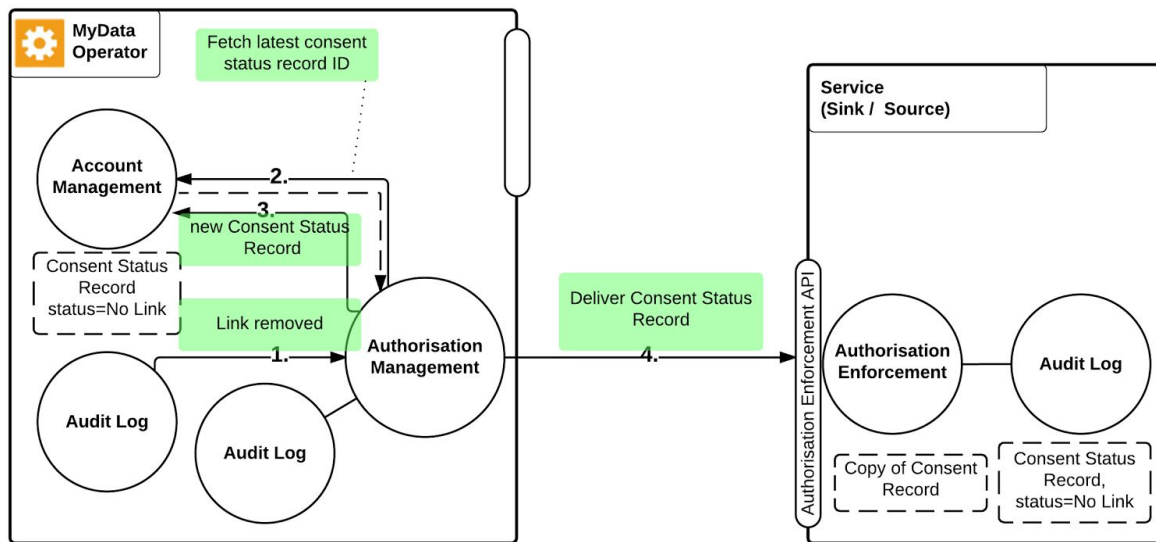 MyData
Operator
Fetch latest consent
status record ID
Service
(Sink / Source)
Account
Management
2.
3.
new Consent Status
Record
Consent Status
Record
status=No Link
Link removed
1.
Deliver Consent Status
Record
4.
Authorisation
Management
Audit Log
Audit Log
Authorisation Enforcement API
Authorisation
Enforcement
Audit Log
Copy of Consent
Record
Consent Status
Record,
status=No Link